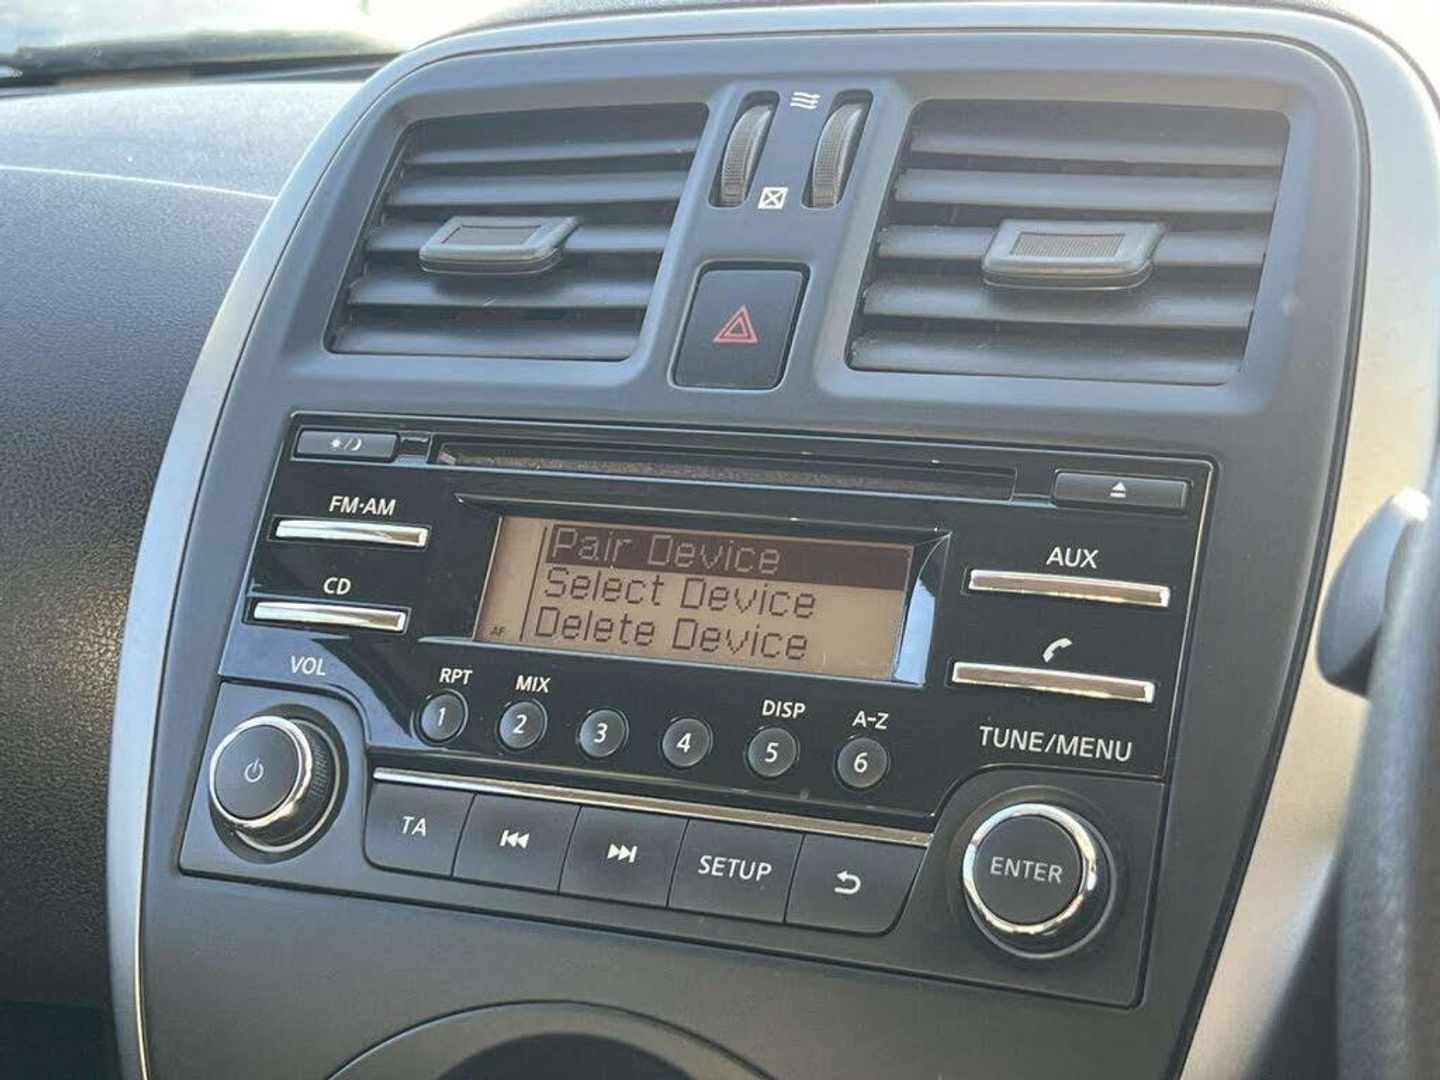 FM·AM
CD
VOL
AF
Pair Device
Select Device
Delete Device
AUX
RPT
MIX
DISP
A-Z
1 2 3 4 5 6
TUNE/MENU
TA
SETUP
ENTER